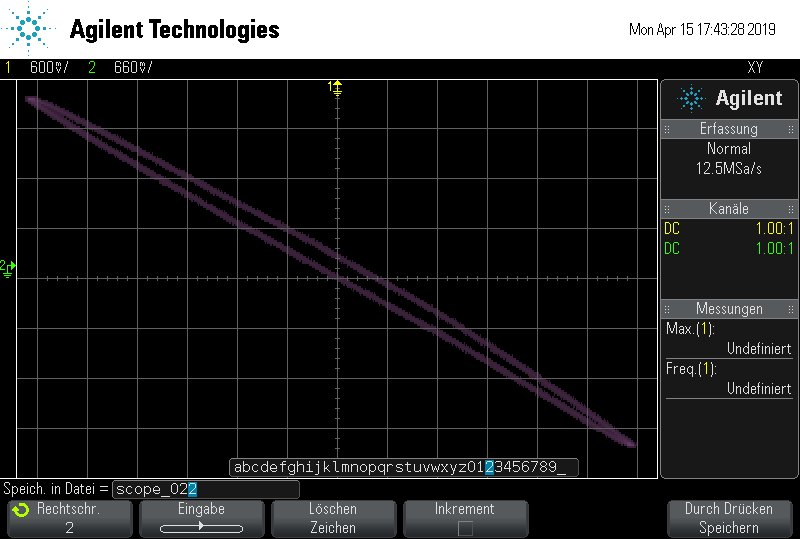 Agilent Technologies
Mon Apr 15 17:43:28 2019
1 600mV/ 2 660mV/ XY
1
2
Agilent
Erfassung
Normal
12.5MSa/s
Kanäle
DC 1.00:1
DC 1.00:1
Messungen
Max.(1):
Undefiniert
Freq.(1):
Undefiniert
abcdefghijklmnopqrstuvwxyz0123456789_
Speich. in Datei = scope_022
Rechtschr.
2
Eingabe
Löschen
Zeichen
Inkrement
Durch Drücken
Speichern